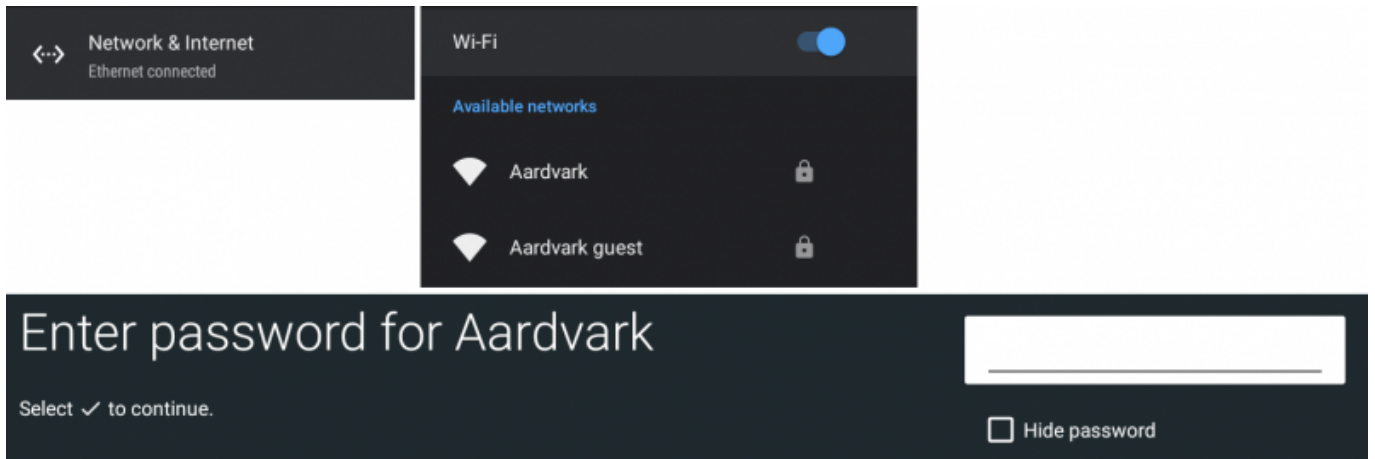 Network & Internet
Ethernet connected
Wi-Fi
Available networks
Aardvark
Aardvark guest
Enter password for Aardvark
Select ✓ to continue.
Hide password